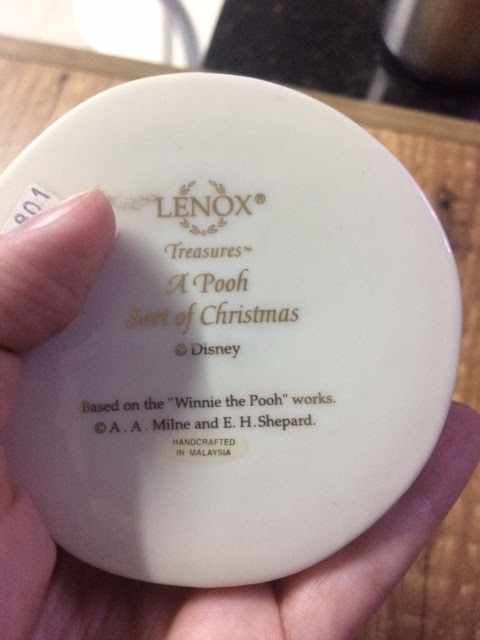 801
LENOX®
Treasures™
A Pooh
Sort of Christmas
© Disney
Based on the "Winnie the Pooh" works.
© A. A. Milne and E. H. Shepard.
HANDCRAFTED
IN MALAYSIA